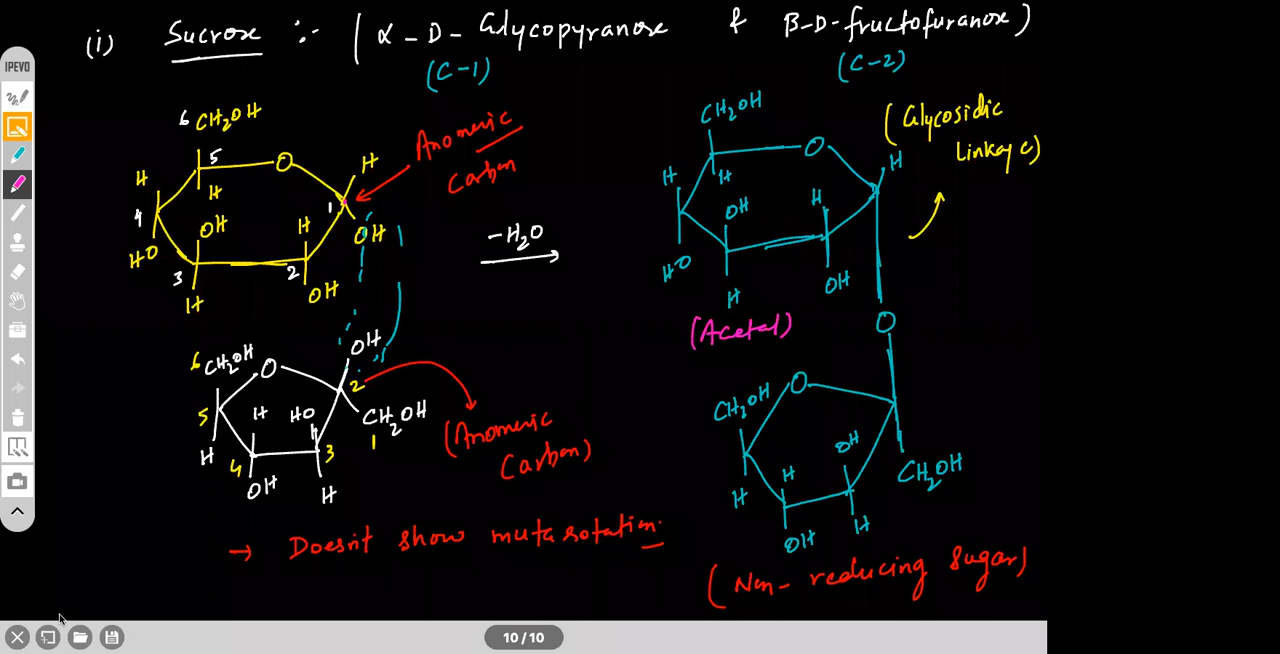 IPEVO
(i) Sucrose :- (α-D-Glycopyranose & β-D-fructofuranose)
(C-1)
(C-2)
6 CH2OH
5
O
H
H
H
4
1
OH
H
OH
HO
3
2
H
OH
Anomeric
Carbon
-H2O
CH2OH
O
H
H
H
OH
H
HO
H
OH
(Acetal)
(Glycosidic
Linkage)
O
6 CH2OH
O
OH
2
5
H
HO
CH2OH
1
H
4
3
OH
H
(Anomeric
Carbon)
CH2OH
O
OH
H
H
CH2OH
OH
H
→ Doesn't show mutarotation.
(Non-reducing sugar)
10/10